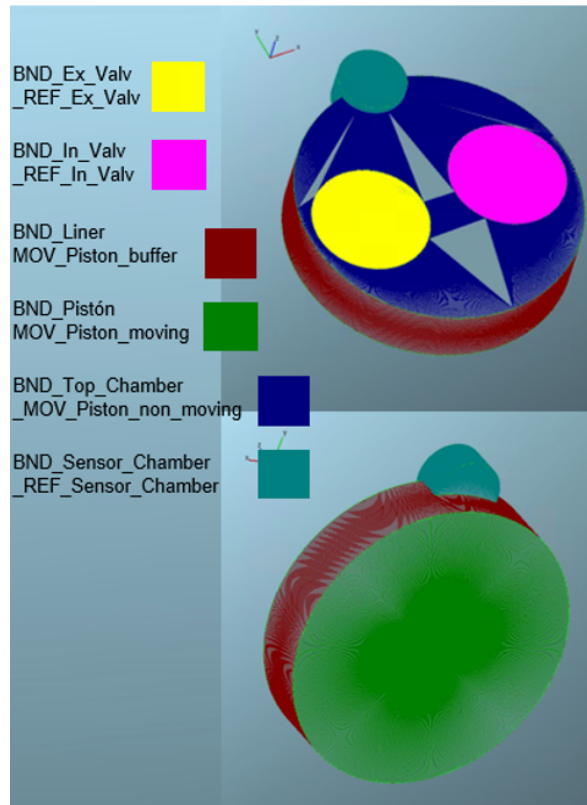 BND_Ex_Valv
_REF_Ex_Valv
BND_In_Valv
_REF_In_Valv
BND_Liner
MOV_Piston_buffer
BND_Pistón
MOV_Piston_moving
BND_Top_Chamber
_MOV_Piston_non_moving
BND_Sensor_Chamber
_REF_Sensor_Chamber